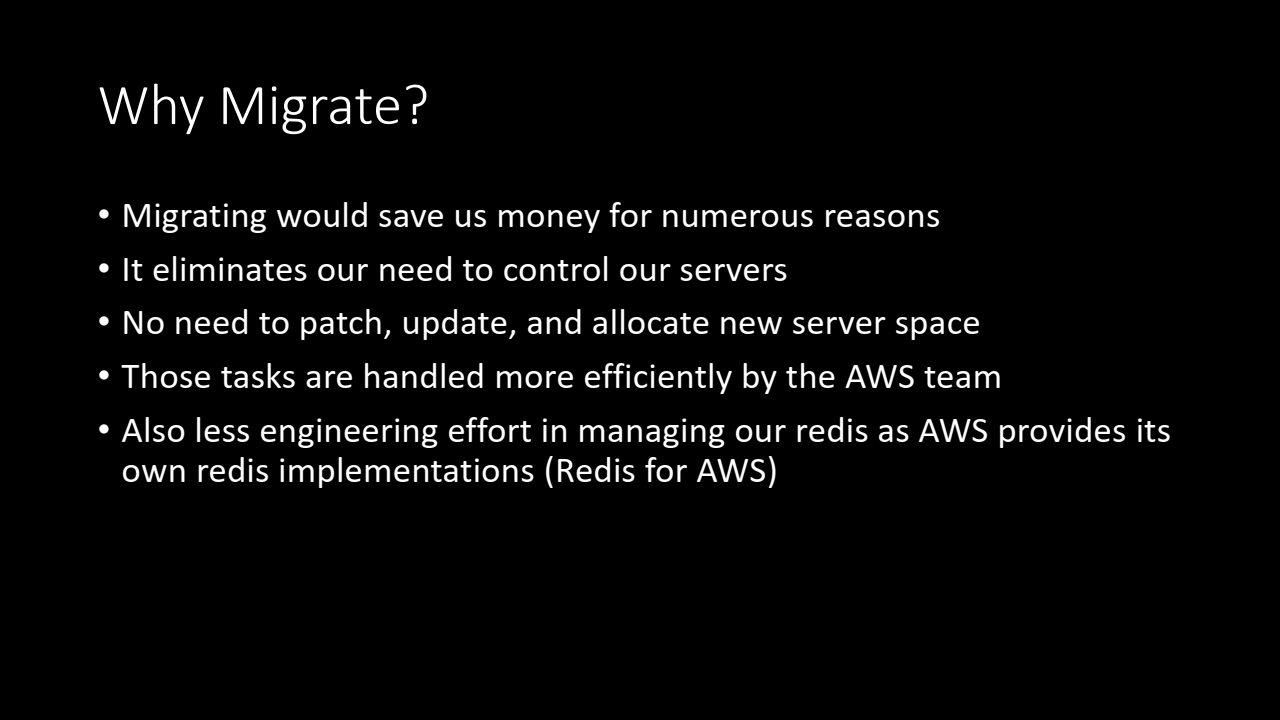 Why Migrate?
• Migrating would save us money for numerous reasons
• It eliminates our need to control our servers
• No need to patch, update, and allocate new server space
• Those tasks are handled more efficiently by the AWS team
• Also less engineering effort in managing our redis as AWS provides its
own redis implementations (Redis for AWS)